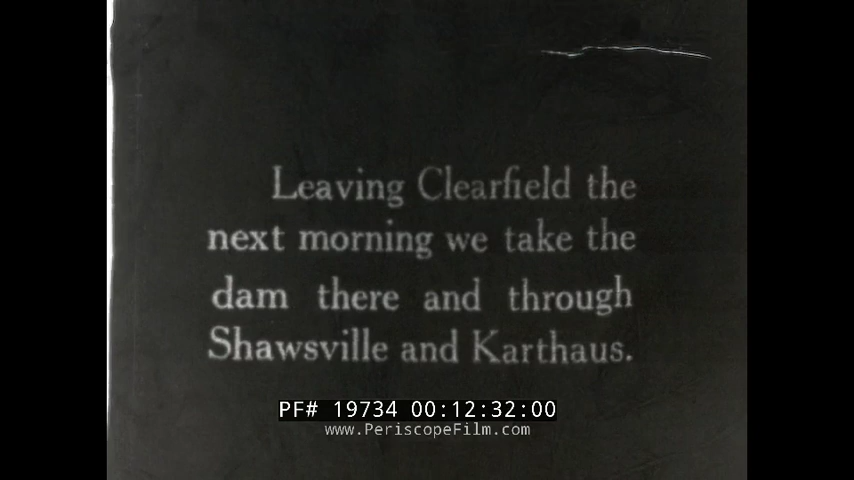 Leaving Clearfield the
next morning we take the
dam there and through
Shawsville and Karthaus.
PF# 19734 00:12:32:00
www.PeriscopeFilm.com